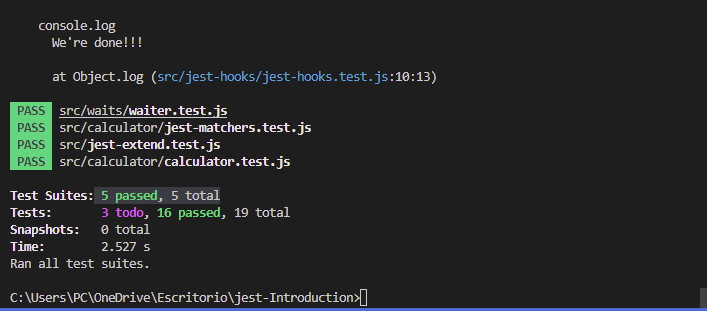 console.log
We're done!!!
at Object.log (src/jest-hooks/jest-hooks.test.js:10:13)
PASS src/waits/waiter.test.js
PASS src/calculator/jest-matchers.test.js
PASS src/jest-extend.test.js
PASS src/calculator/calculator.test.js
Test Suites: 5 passed, 5 total
Tests: 3 todo, 16 passed, 19 total
Snapshots: 0 total
Time: 2.527 s
Ran all test suites.
C:\Users\PC\OneDrive\Escritorio\jest-Introduction>